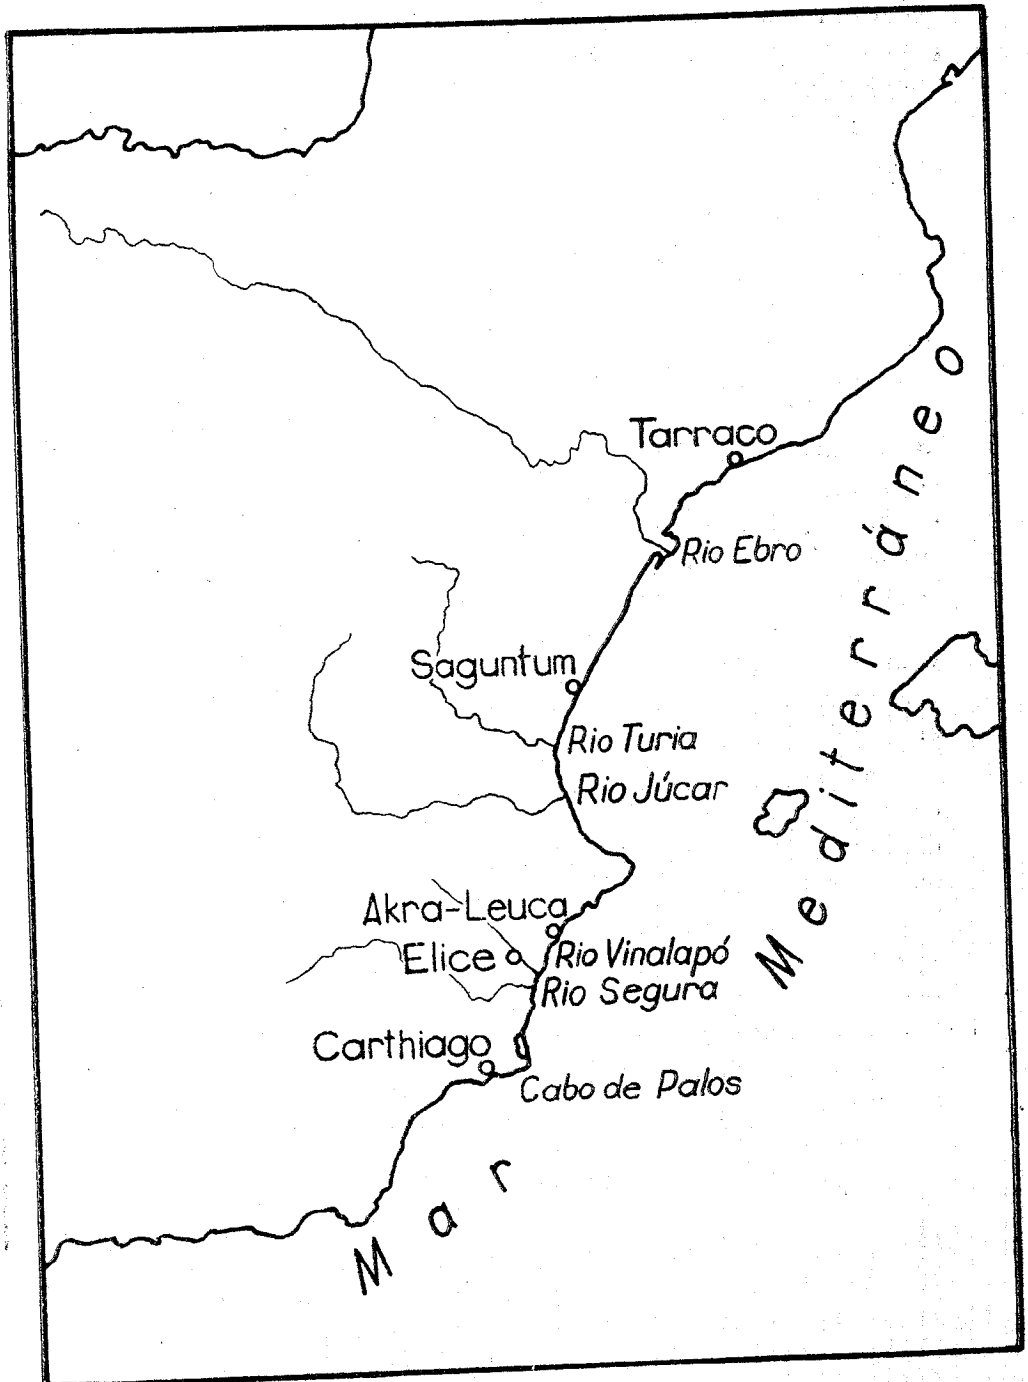 Tarraco
Rio Ebro
Saguntum
Rio Turia
Rio Júcar
Akra-Leuca
Elice
Rio Vinalapó
Rio Segura
Carthiago
Cabo de Palos
Mar Mediterráneo